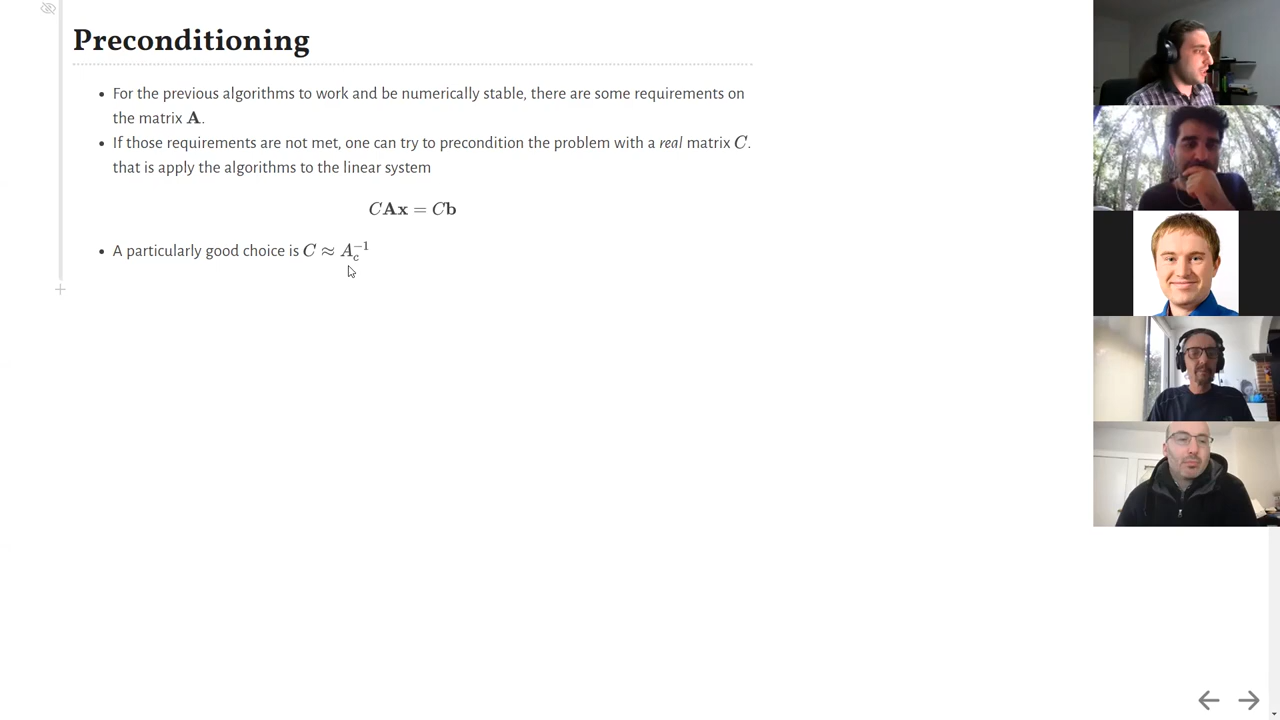 Preconditioning
• For the previous algorithms to work and be numerically stable, there are some requirements on
the matrix A.
• If those requirements are not met, one can try to precondition the problem with a real matrix C.
that is apply the algorithms to the linear system
CAx = Cb
• A particularly good choice is C ≈ A_c^{-1}